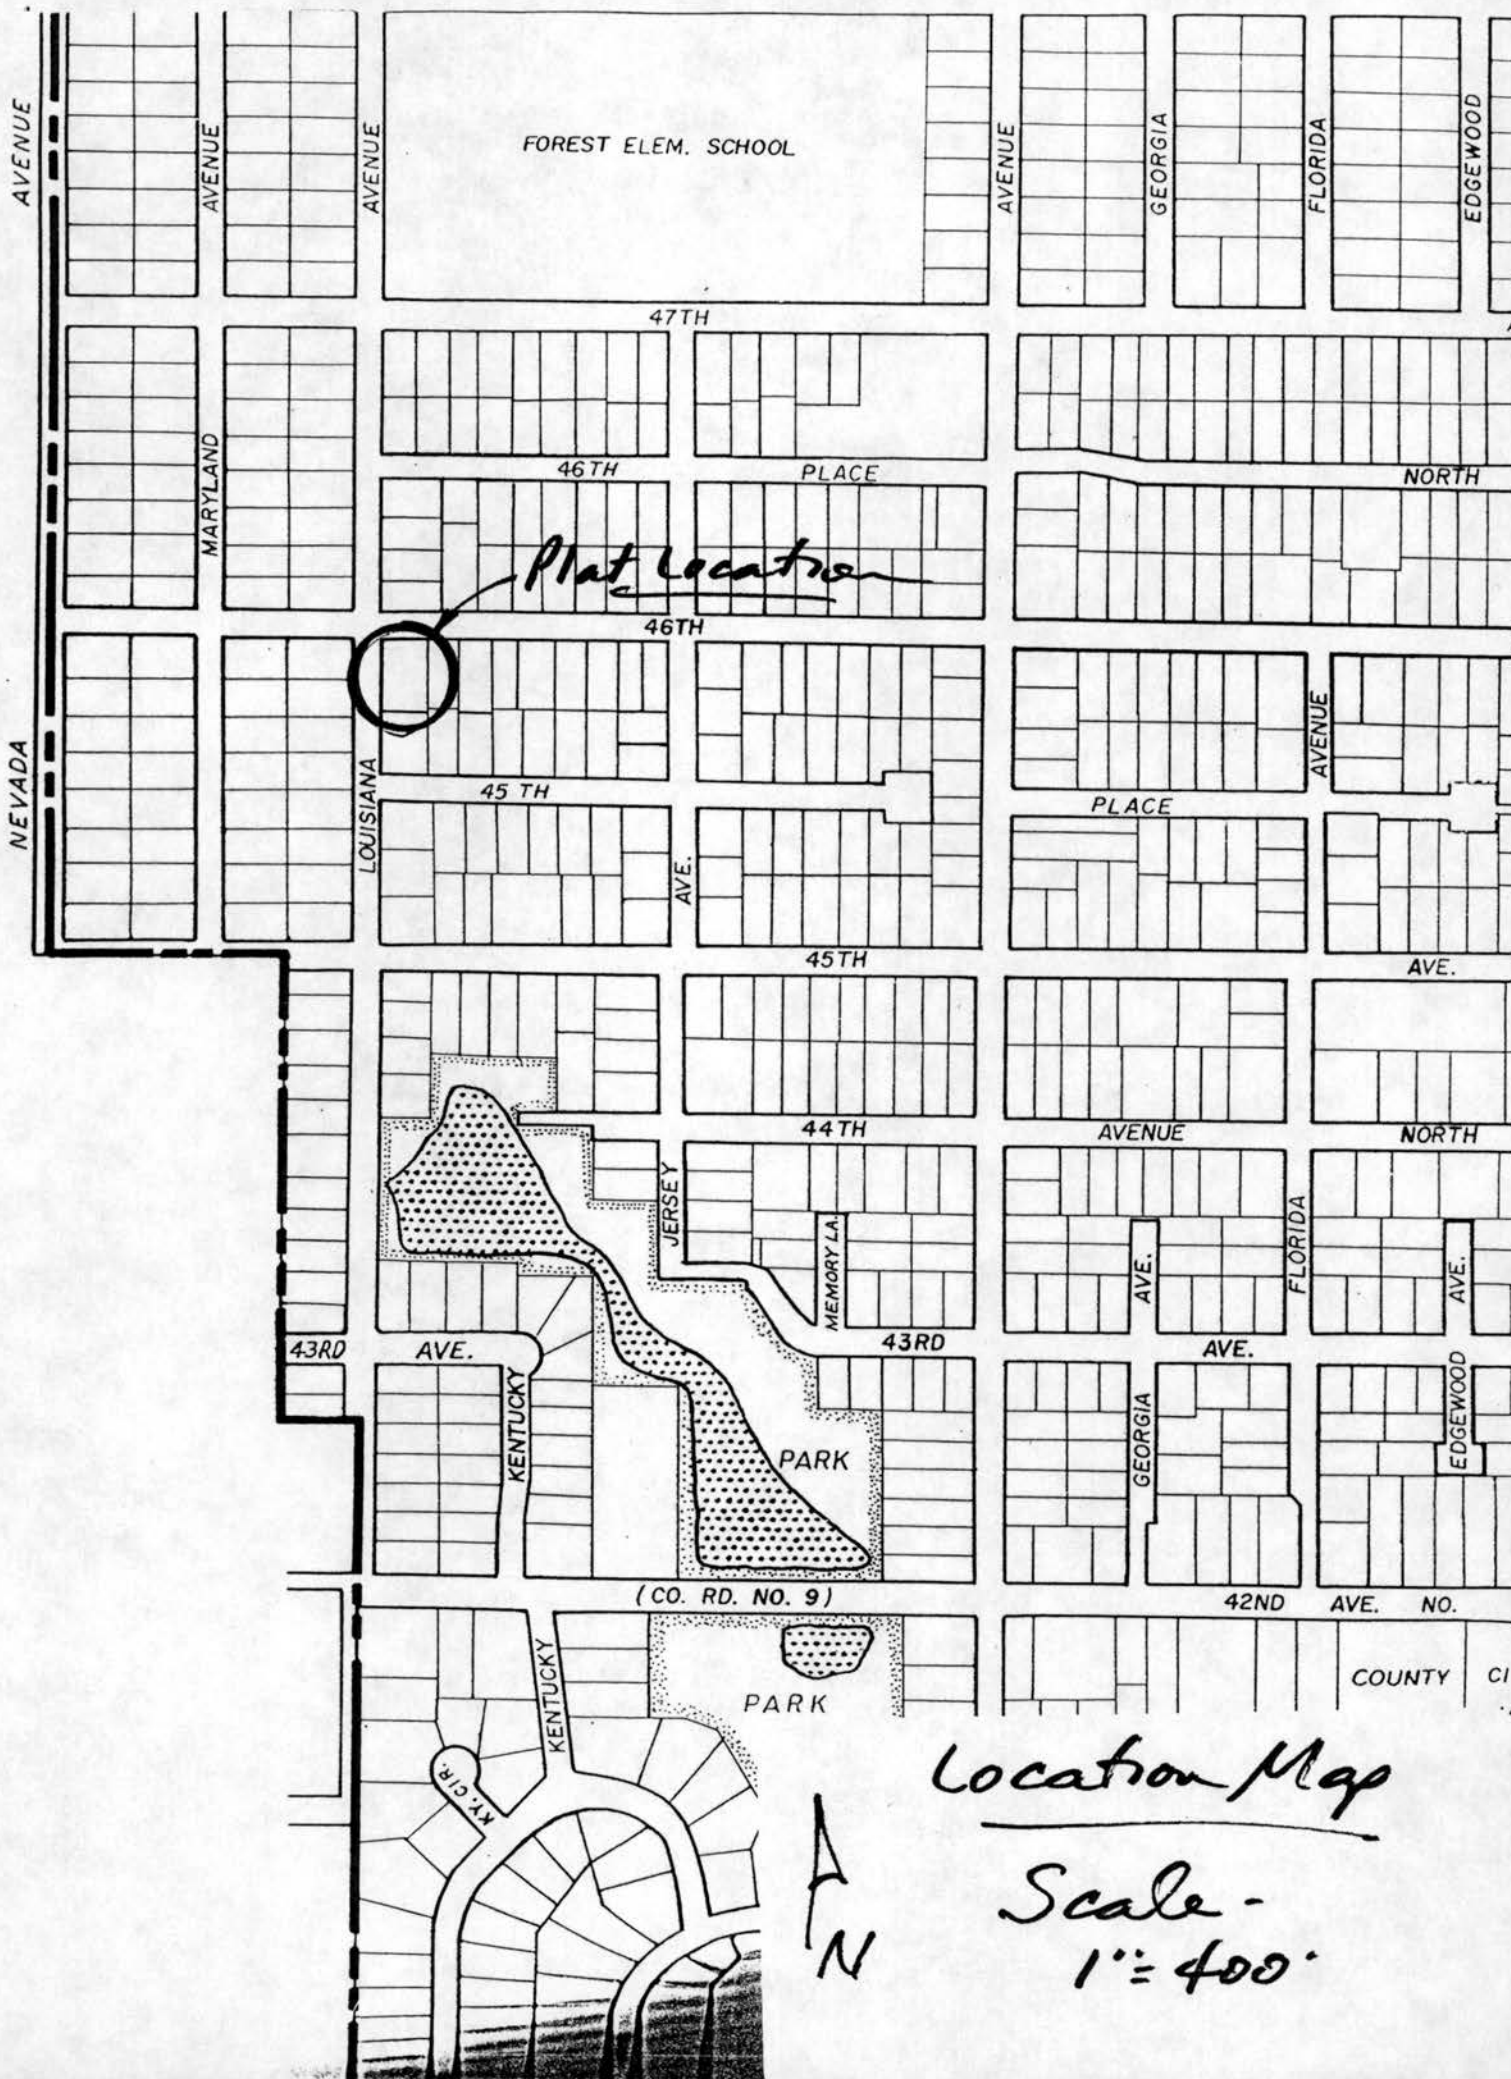 AVENUE
AVENUE
AVENUE
FOREST ELEM. SCHOOL
AVENUE
GEORGIA
FLORIDA
EDGEWOOD
47TH
MARYLAND
46TH
PLACE
NORTH
Plat Location
46TH
NEVADA
LOUISIANA
45 TH
AVE.
PLACE
AVENUE
45TH
AVE.
44TH
AVENUE
NORTH
JERSEY
MEMORY LA.
AVE.
FLORIDA
AVE.
43RD
AVE.
KENTUCKY
43RD
AVE.
GEORGIA
EDGEWOOD
PARK
(CO. RD. NO. 9)
42ND
AVE.
NO.
KENTUCKY
PARK
COUNTY
CI
KY. CIR.
Location Map
Scale -
1" = 400'
N